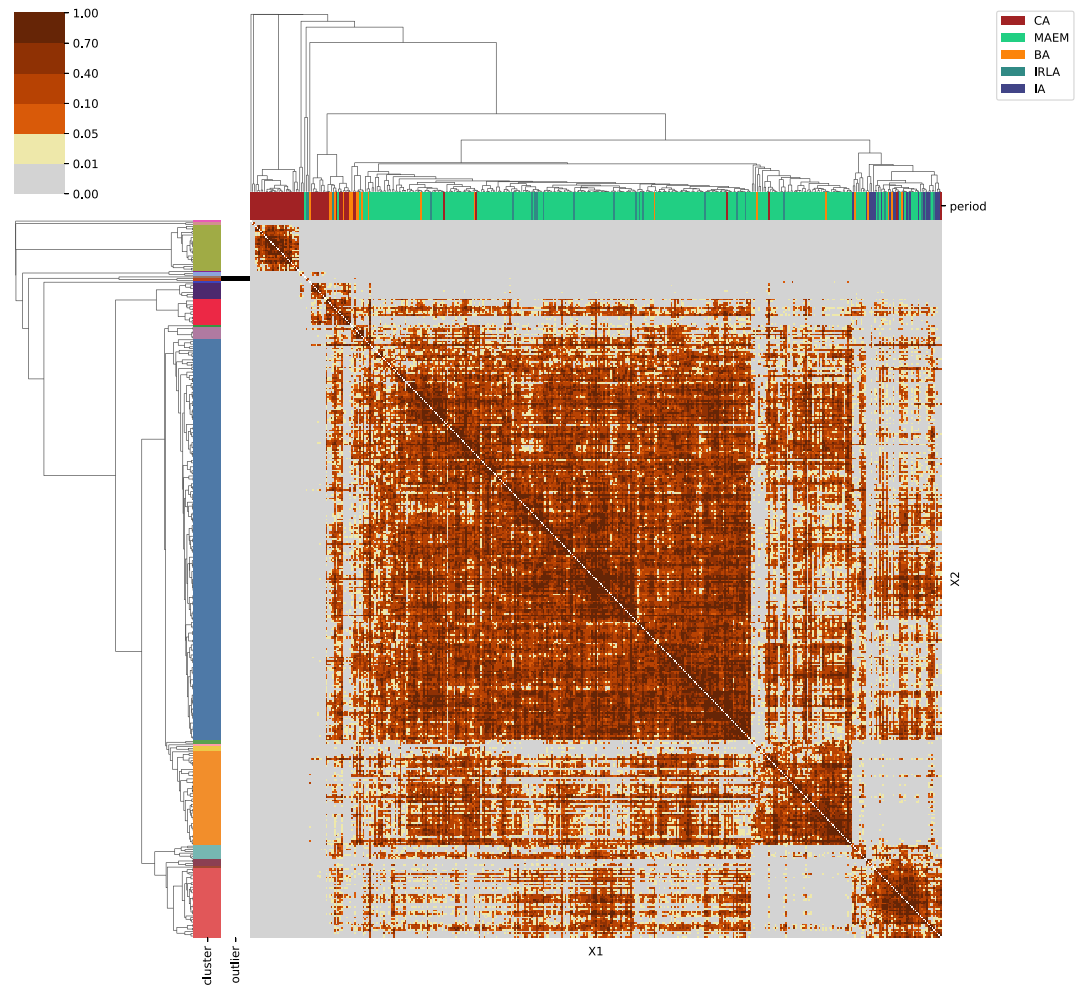 1.00
0.70
0.40
0.10
0.05
0.01
0.00
CA
MAEM
BA
IRLA
IA
period
X2
X1
cluster
outlier